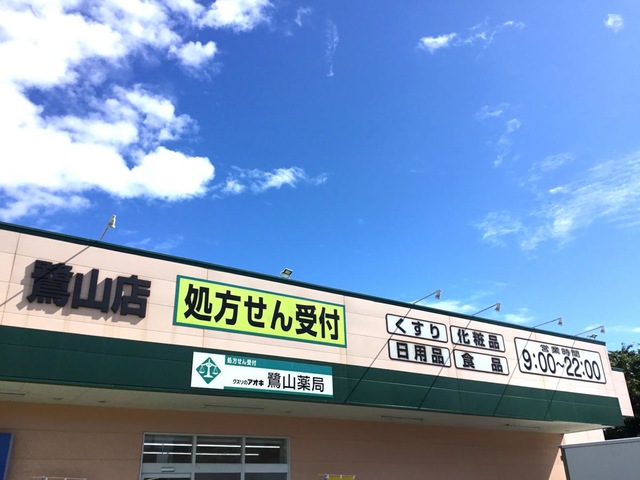 鷺山店
処方せん受付
くすり
化粧品
日用品
食品
営業時間
9:00~22:00
処方せん受付
クスリのアオキ 鷺山薬局